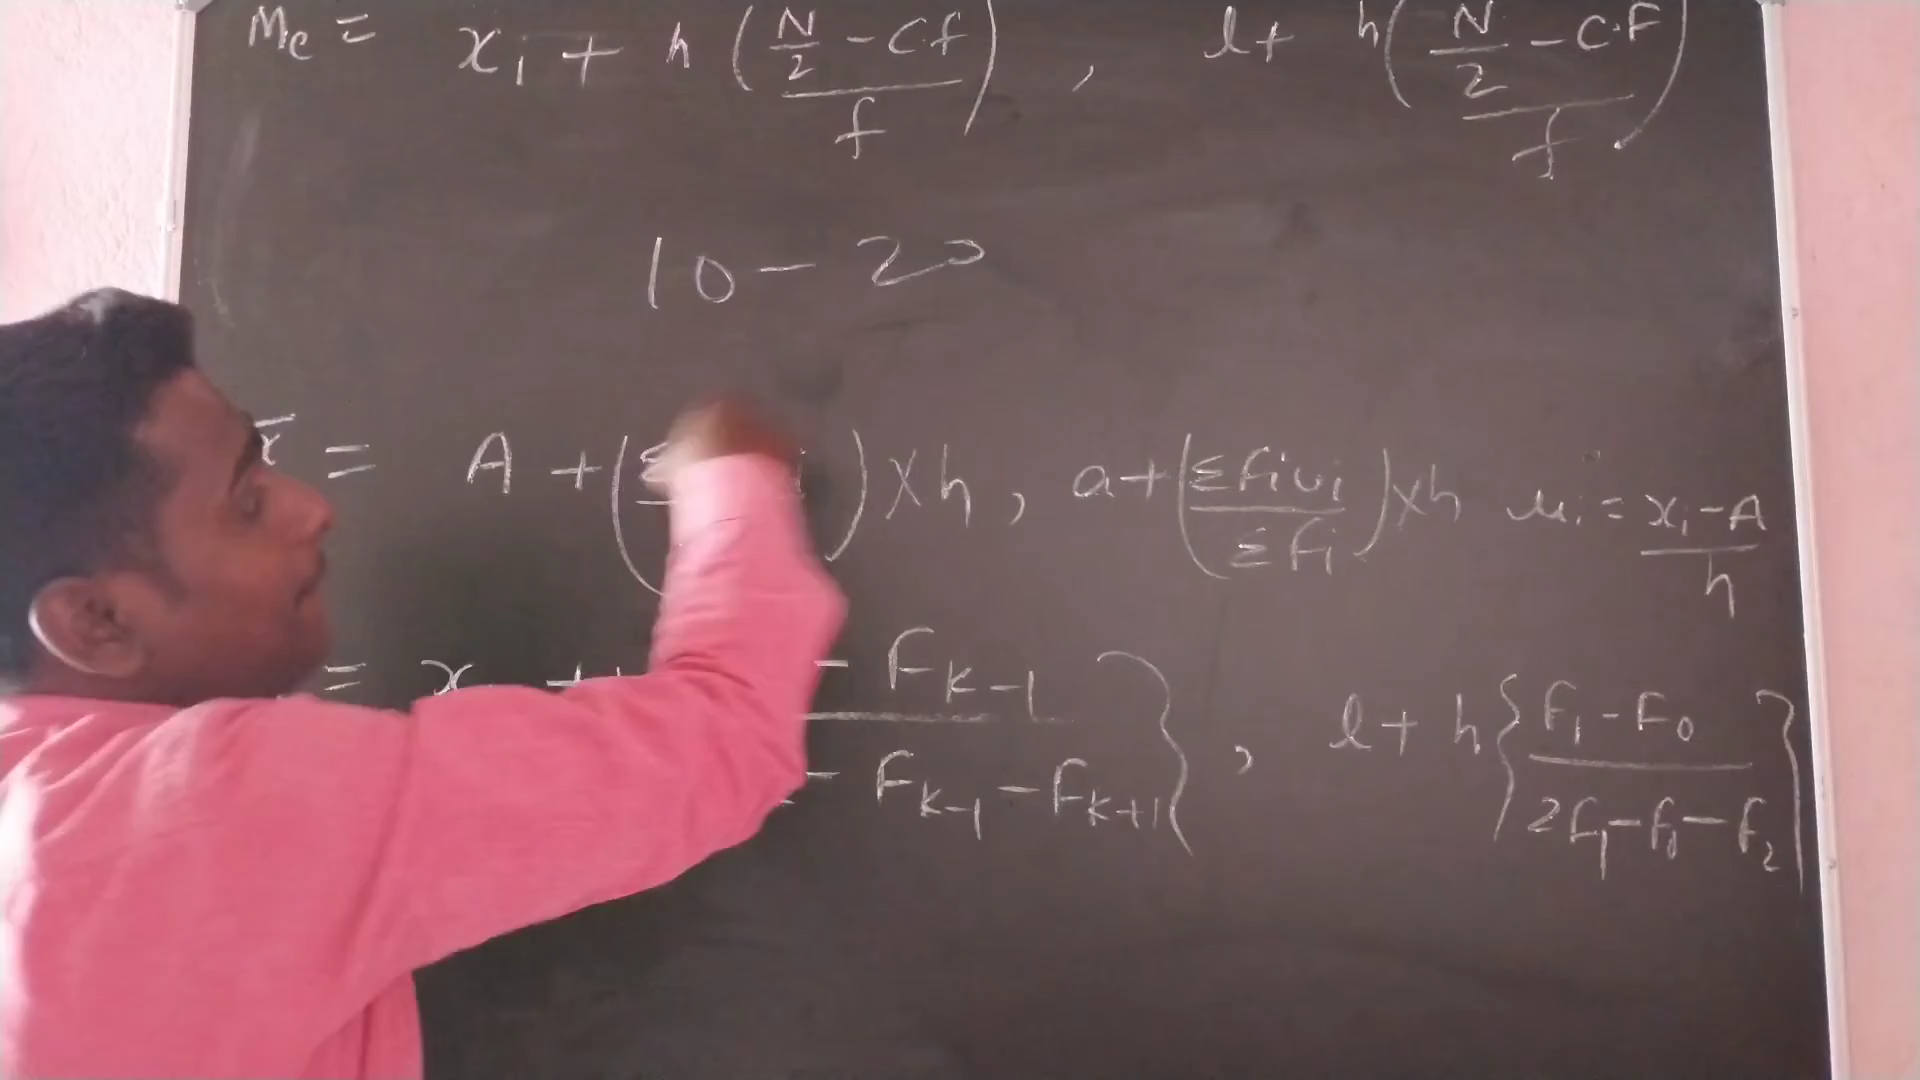 Me = xi + h ( N/2 - C.f / f ) , l + h ( N/2 - C.F / f )
10 - 20
x̄ = A + ( Σ ) × h , a + ( Σfiui / Σfi ) × h ui = xi - A / h
= x + - Fk-1 / - Fk-1 - Fk+1 } , l + h { F1 - F0 / 2f1 - f0 - f2 }